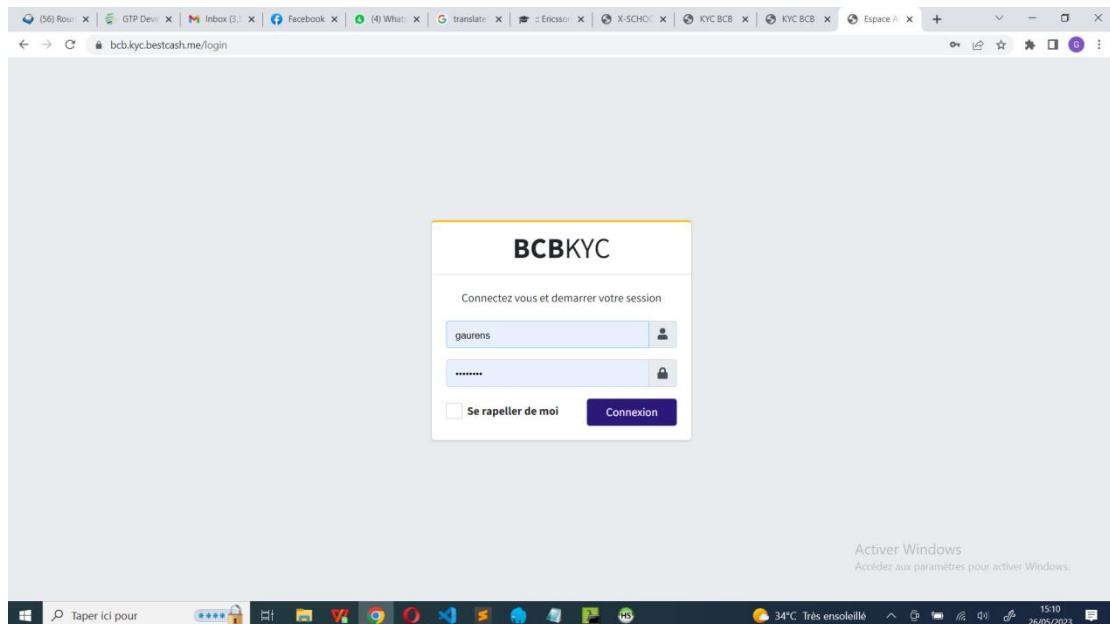 (56) Roun
GTP Deve
Inbox (3,
Facebook
(4) What
translate
:: Ericsson
X-SCHO
KYC BCB
KYC BCB
Espace A
bcb.kyc.bestcash.me/login
G
BCBKYC
Connectez vous et demarrer votre session
gaurens
••••••••
Se rapeller de moi
Connexion
Activer Windows
Accédez aux paramètres pour activer Windows.
Taper ici pour
34°C Très ensoleillé
15:10
26/05/2023